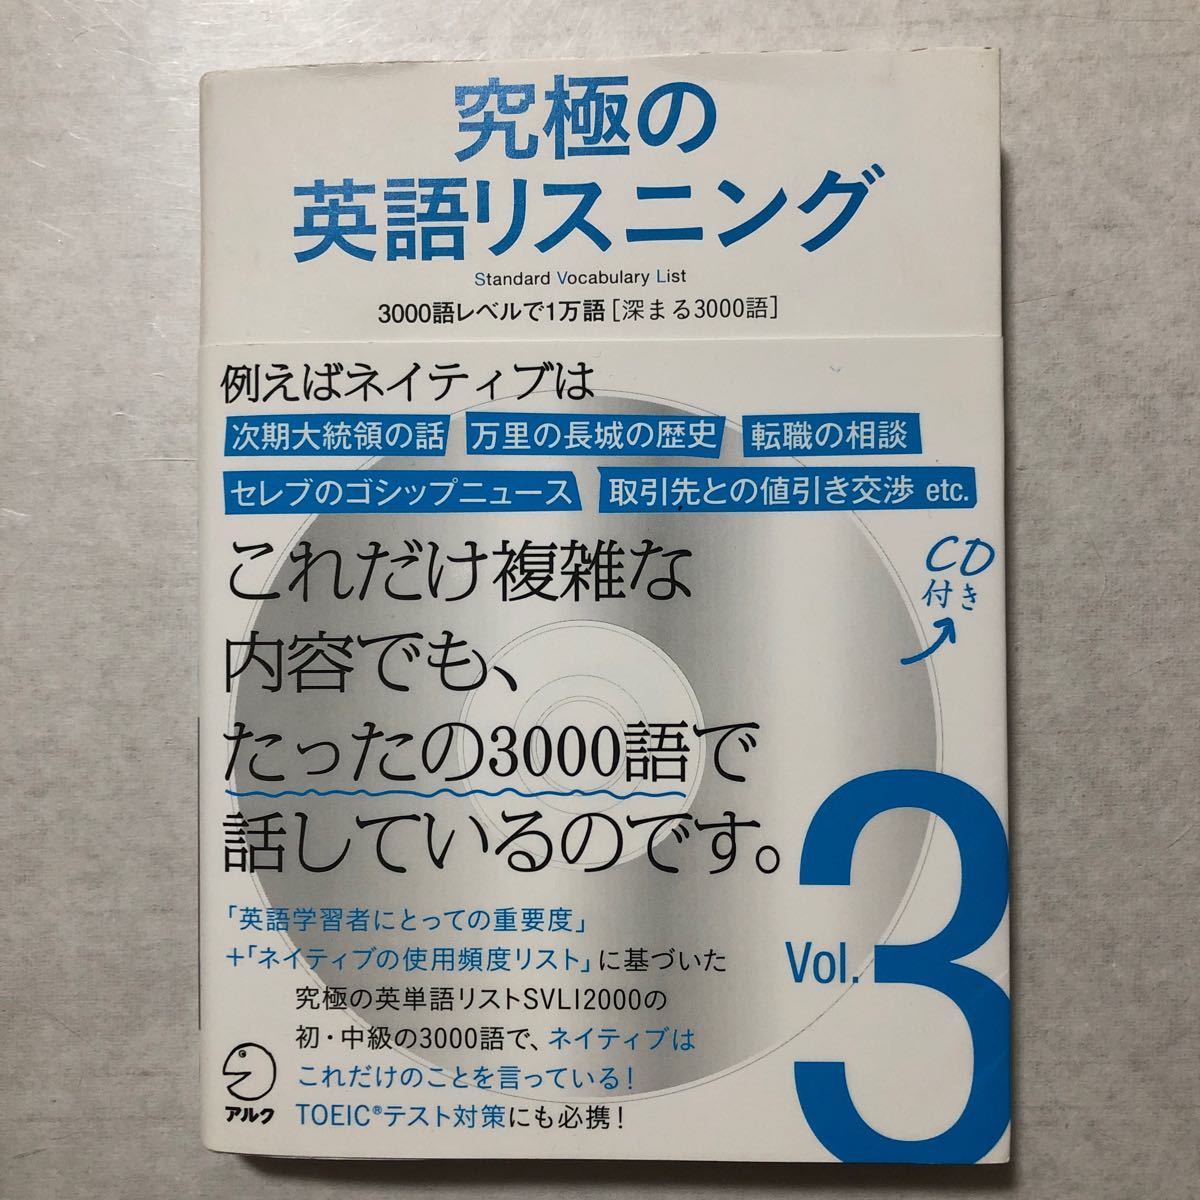 究極の
英語リスニング
Standard Vocabulary List
3000語レベルで1万語[深まる3000語]
例えばネイティブは
次期大統領の話 万里の長城の歴史 転職の相談
セレブのゴシップニュース 取引先との値引き交渉 etc.
CD
付き
これだけ複雑な
内容でも、
たったの3000語で
話しているのです。
「英語学習者にとっての重要度」
+「ネイティブの使用頻度リスト」に基づいた
究極の英単語リストSVL12000の
初・中級の3000語で、ネイティブは
これだけのことを言っている!
TOEIC®テスト対策にも必携!
Vol.3
アルク